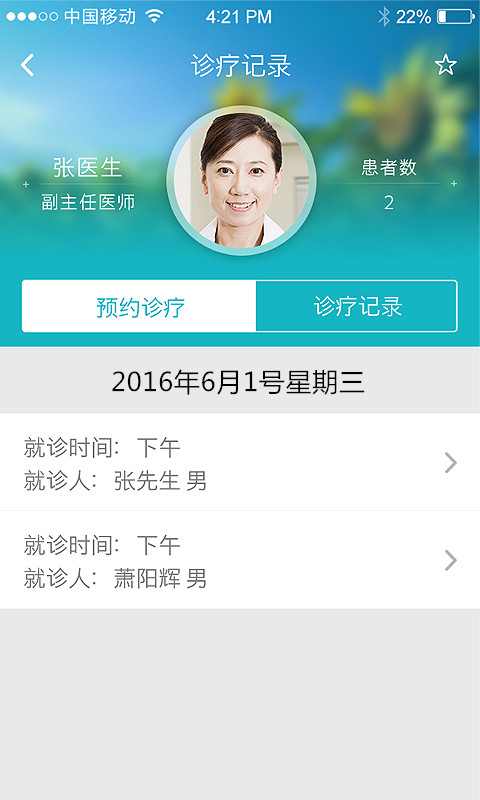 中国移动 4:21 PM 22%
诊疗记录
张医生
副主任医师
患者数
2
预约诊疗 诊疗记录
2016年6月1号星期三
就诊时间： 下午
就诊人： 张先生 男
就诊时间： 下午
就诊人： 萧阳辉 男